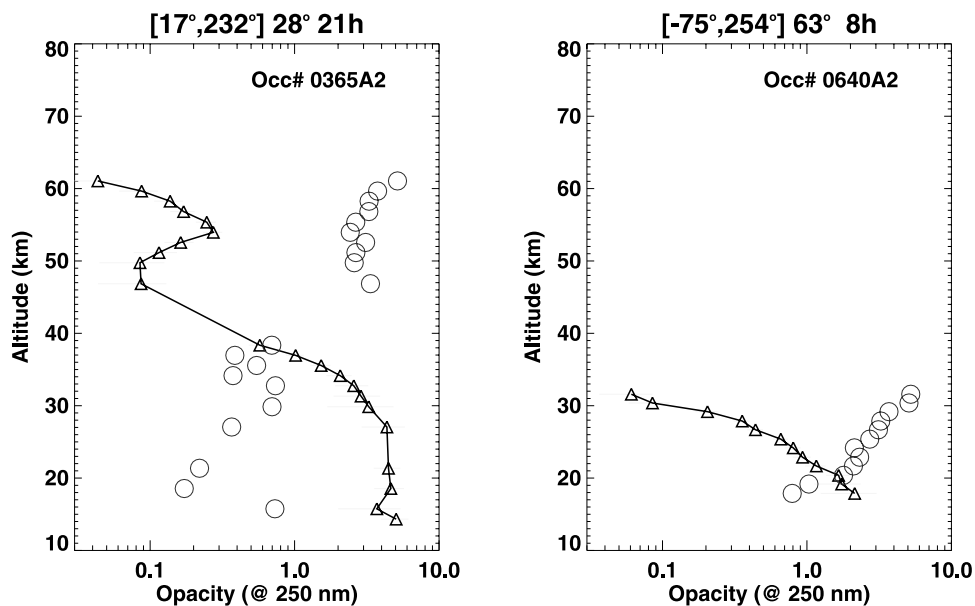 [17°,232°] 28° 21h
[-75°,254°] 63° 8h
80
70
60
50
40
30
20
10
Altitude (km)
Occ# 0365A2
0.1
1.0
10.0
Opacity (@ 250 nm)
80
70
60
50
40
30
20
10
Altitude (km)
Occ# 0640A2
0.1
1.0
10.0
Opacity (@ 250 nm)